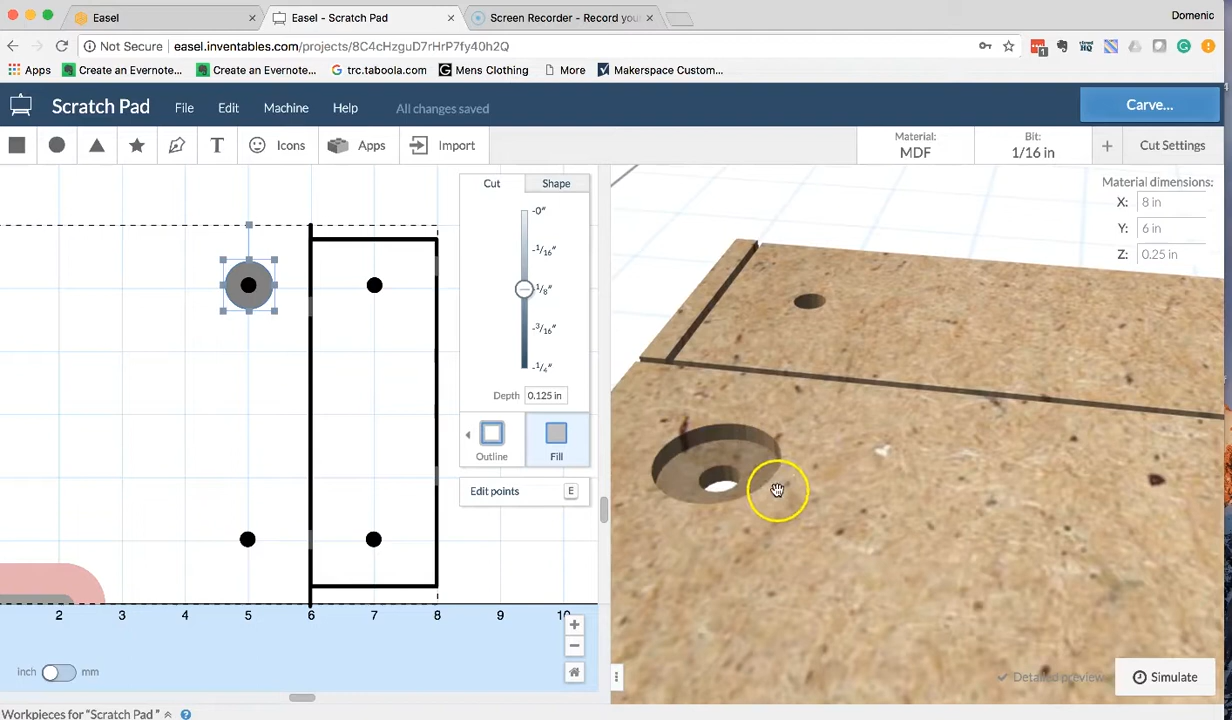 Easel
Easel - Scratch Pad
Screen Recorder - Record you
Domenic
Not Secure
easel.inventables.com/projects/8C4cHzguD7rHrP7fy40h2Q
Apps
Create an Evernote...
Create an Evernote...
trc.taboola.com
Mens Clothing
More
Makerspace Custom...
Scratch Pad
File
Edit
Machine
Help
All changes saved
Carve...
T
Icons
Apps
Import
Material:
MDF
Bit:
1/16 in
+
Cut Settings
Cut
Shape
Material dimensions:
X: 8 in
Y: 6 in
Z: 0.25 in
-0"
-1/16"
-1/8"
-3/16"
-1/4"
Depth 0.125 in
Outline
Fill
Edit points E
2 3 4 5 6 7 8 9 10
inch mm
Detailed preview
Simulate
Workpieces for "Scratch Pad"
?